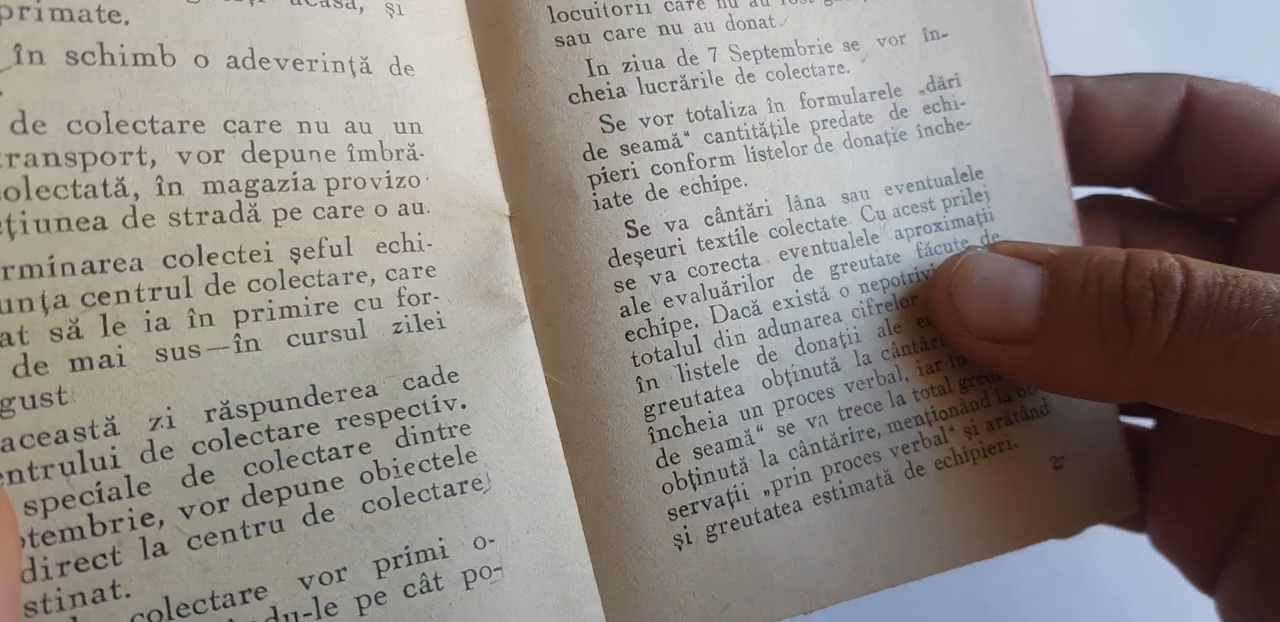 primate.
în schimb o adeverință de
de colectare care nu au un
transport, vor depune îmbră-
olectată, în magazia provizo-
țiunea de stradă pe care o au.
rminarea colectei șeful echi-
unța centrul de colectare, care
at să le ia în primire cu for-
de mai sus—în cursul zilei
gust
această zi răspunderea cade
entrului de colectare respectiv.
speciale de colectare dintre
tembrie, vor depune obiectele
direct la centru de colectare
stinat.
colectare vor primi o-
du-le pe cât po-
locuitorii care nu au
sau care nu au donat
In ziua de 7 Septembrie se vor în-
cheia lucrările de colectare.
Se vor totaliza în formularele „dări
de seamă“ cantitățile predate de echi-
pieri conform listelor de donație înche-
iate de echipe.
Se va cântări lâna sau eventualele
deșeuri textile colectate. Cu acest prilej
se va corecta eventualele aproximații
ale evaluărilor de greutate făcute de
echipe. Dacă există o
totalul din adunarea cifrelor
în listele de donații ale
greutatea obținută la
încheia un proces verbal, iar în
de seamă“ se va trece la total
obținută la cântărire, menționând la
servații „prin proces verbal“ și arătând
și greutatea estimată de echipieri.
27